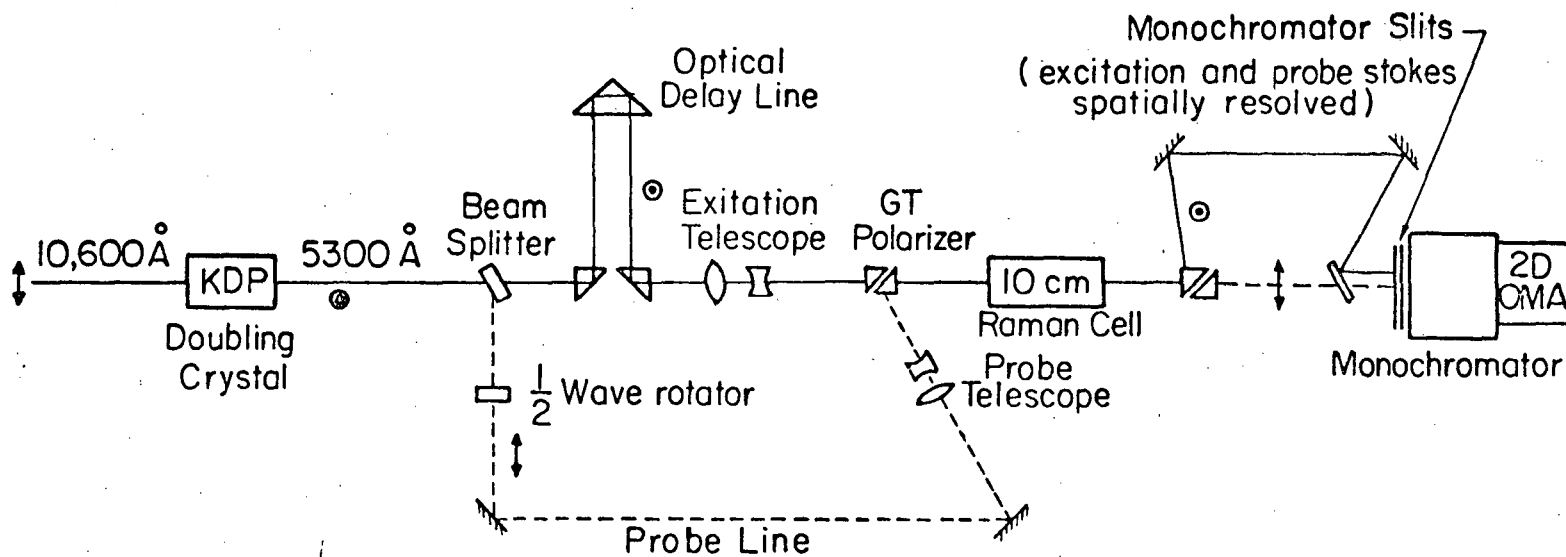 Monochromator Slits
(excitation and probe stokes
spatially resolved)
Optical
Delay Line
Beam
Splitter
Exitation
Telescope
GT
Polarizer
10,600 Å
KDP
5300 Å
10 cm
2D
OMA
Doubling
Crystal
Raman Cell
Monochromator
1/2 Wave rotator
Probe
Telescope
Probe Line